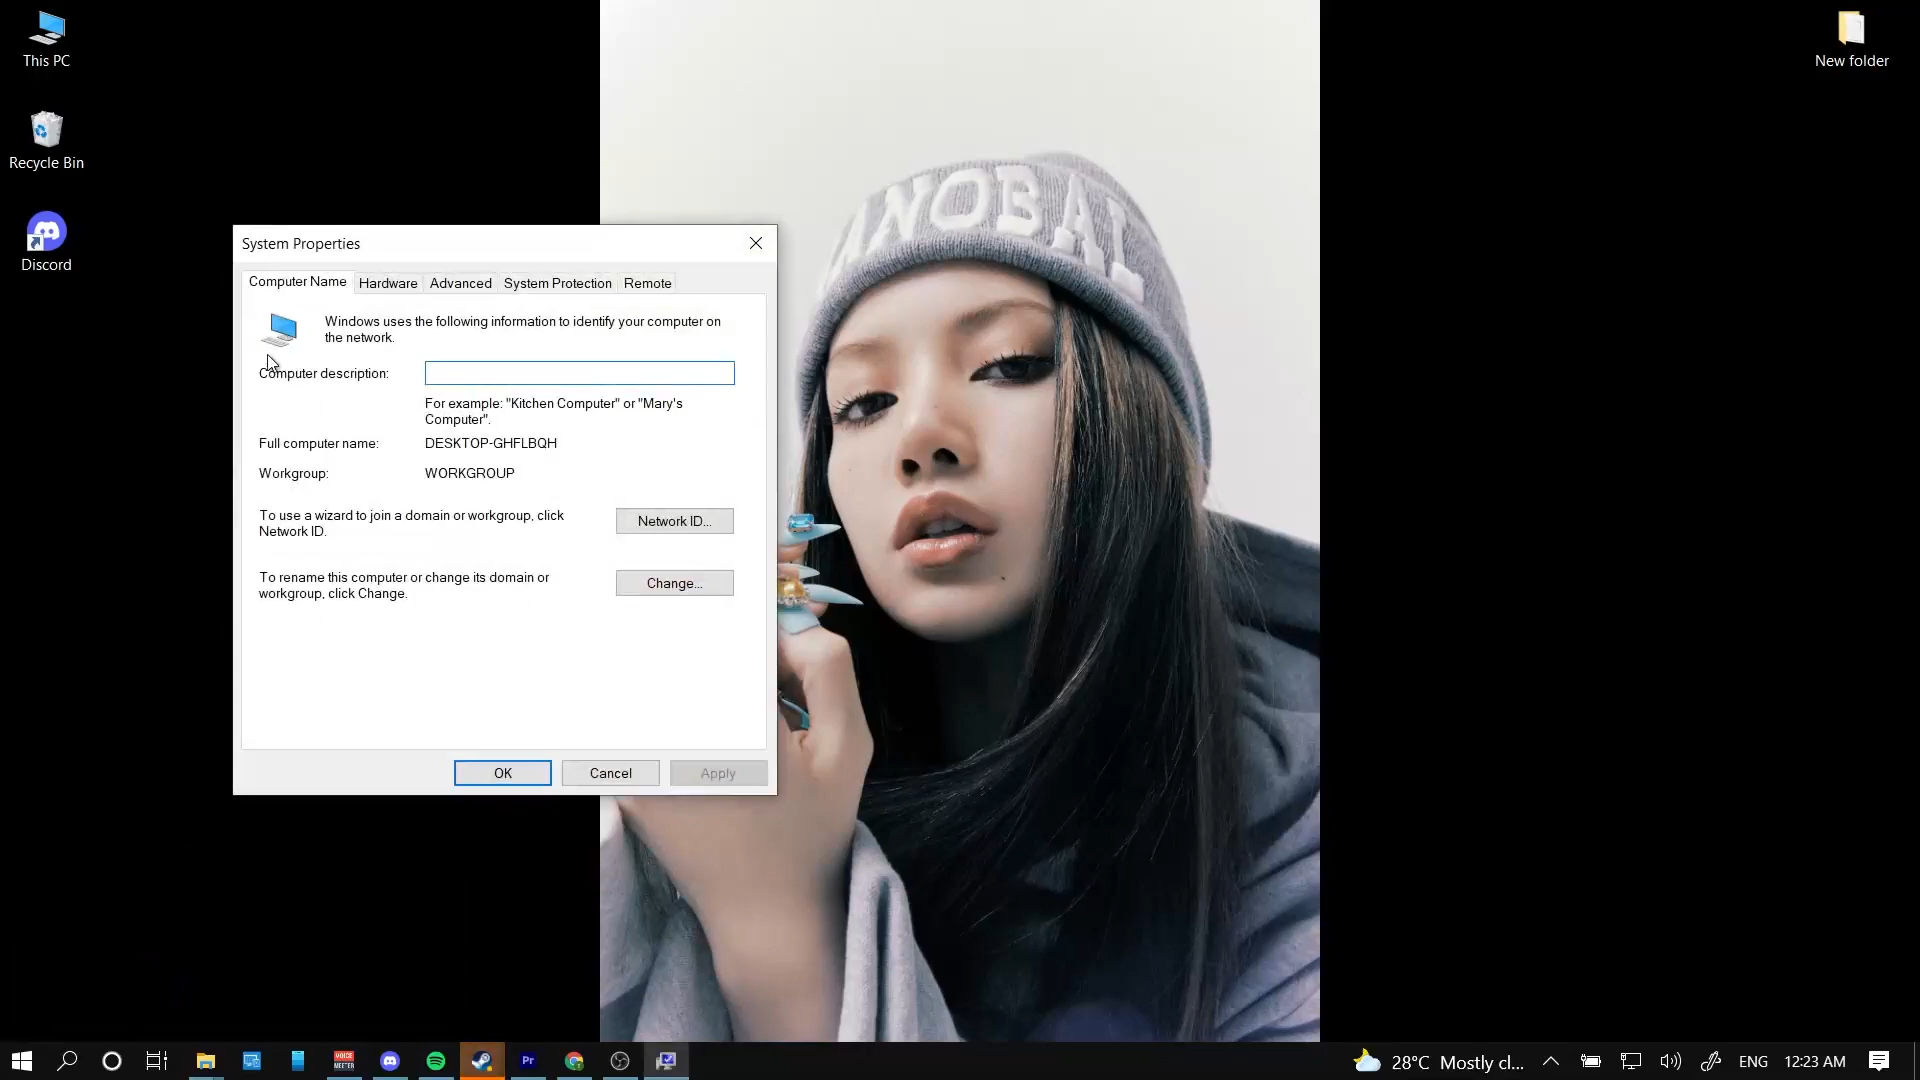 This PC
New folder
Recycle Bin
Discord
System Properties
Computer Name
Hardware
Advanced
System Protection
Remote
Windows uses the following information to identify your computer on
the network.
Computer description:
For example: "Kitchen Computer" or "Mary's
Computer".
Full computer name:
DESKTOP-GHFLBQH
Workgroup:
WORKGROUP
To use a wizard to join a domain or workgroup, click
Network ID.
Network ID...
To rename this computer or change its domain or
workgroup, click Change.
Change...
OK
Cancel
Apply
ANOBAL
VOICE
MEETER
Pr
28°C Mostly cl...
ENG
12:23 AM